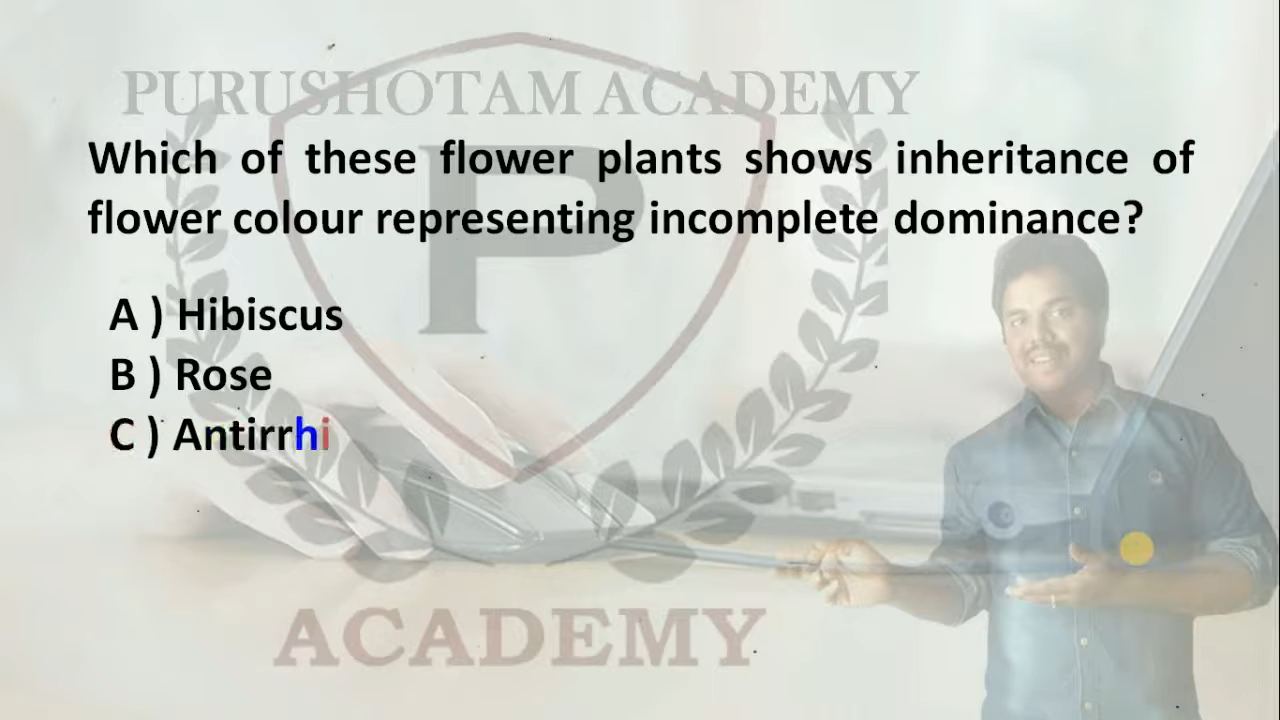 PURUSHOTAM ACADEMY
Which of these flower plants shows inheritance of
flower colour representing incomplete dominance?
A ) Hibiscus
B ) Rose
C ) Antirrhi
P
ACADEMY